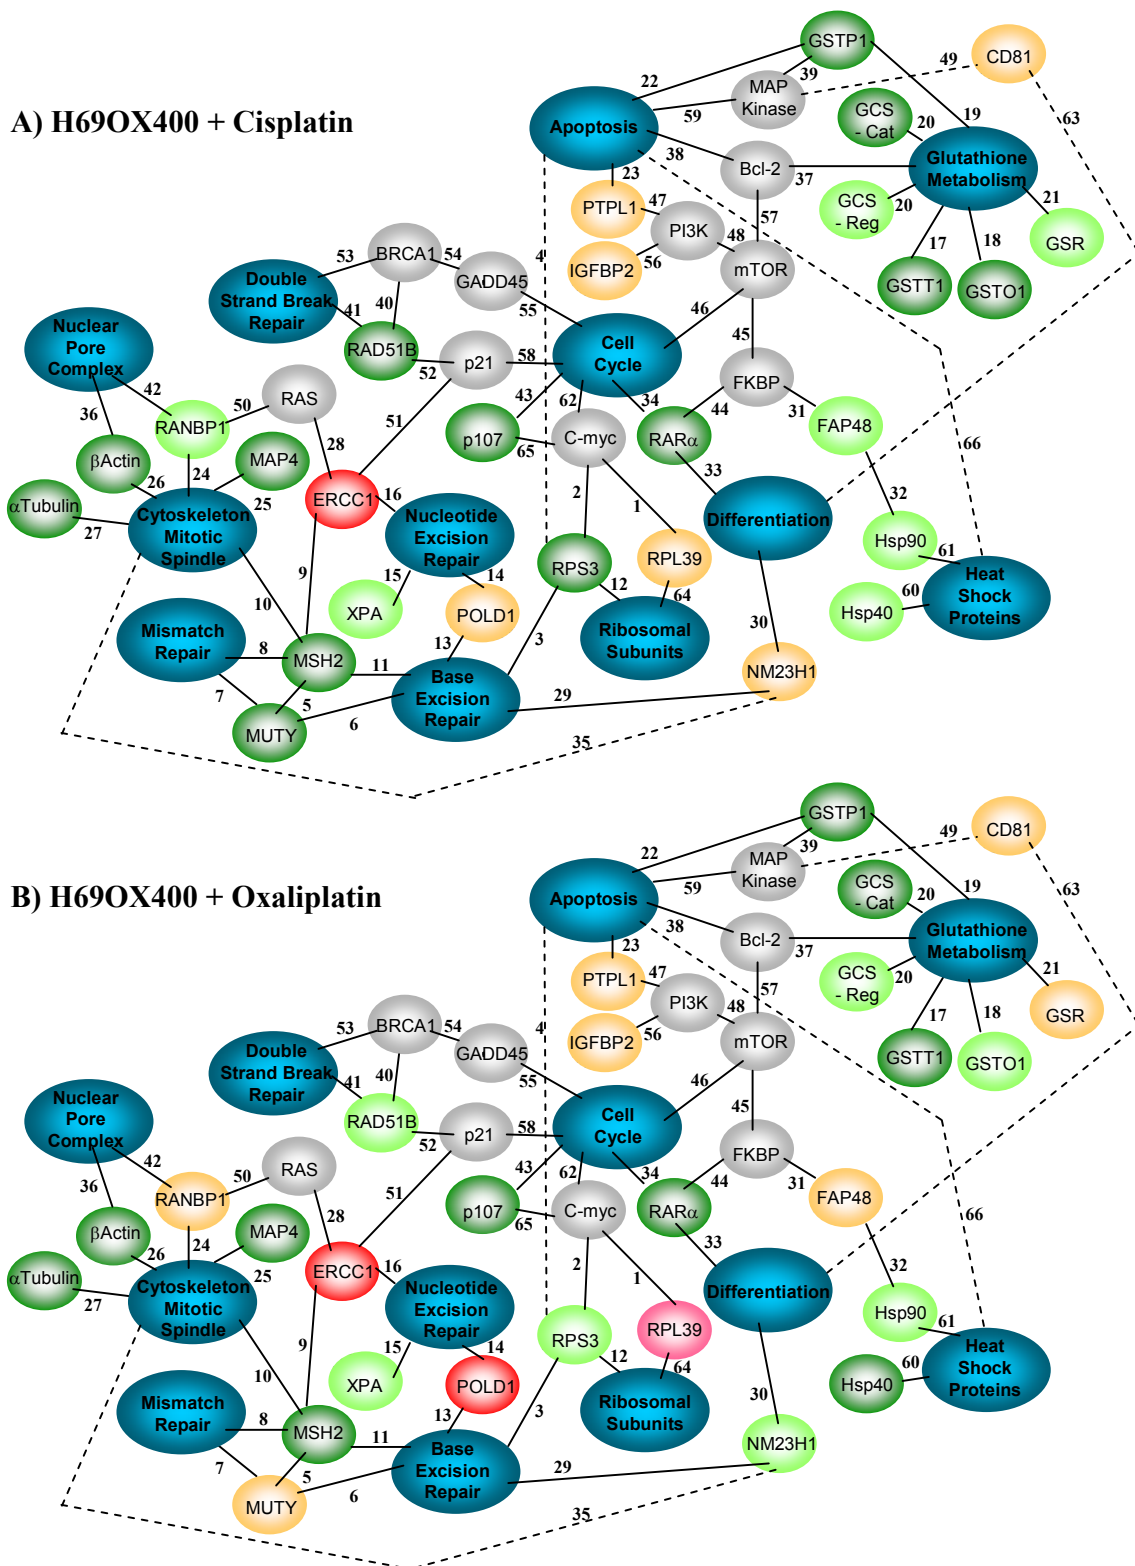 A) H69OX400 + Cisplatin
GSTP1
CD81
49
39
22
MAP
Kinase
59
63
Apoptosis
GCS
- Cat
20
19
38
Bcl-2
37
Glutathione
Metabolism
23
PTPL1
47
GCS
- Reg
20
21
GSR
57
PI3K
48
17
18
BRCA1
54
53
4
IGFBP2
56
mTOR
GSTT1
GSTO1
Double
Strand Break
Repair
GADD45
40
41
55
46
RAD51B
Nuclear
Pore
Complex
52
p21
58
Cell
Cycle
45
42
50
RAS
43
62
34
FKBP
44
31
36
RANBP1
51
p107
65
C-myc
RARα
FAP48
66
28
βActin
26
24
MAP4
25
33
αTubulin
27
ERCC1
16
2
1
32
Cytoskeleton
Mitotic
Spindle
Nucleotide
Excision
Repair
Differentiation
Hsp90
61
RPL39
9
RPS3
15
14
12
10
XPA
POLD1
64
60
Hsp40
Heat
Shock
Proteins
Mismatch
Repair
30
8
13
3
Ribosomal
Subunits
MSH2
11
7
5
Base
Excision
Repair
29
NM23H1
6
MUTY
35
B) H69OX400 + Oxaliplatin
GSTP1
CD81
49
39
22
MAP
Kinase
59
63
Apoptosis
GCS
- Cat
20
19
38
Bcl-2
37
Glutathione
Metabolism
23
PTPL1
47
GCS
- Reg
20
21
GSR
57
PI3K
48
17
18
BRCA1
54
53
4
IGFBP2
56
mTOR
GSTT1
GSTO1
Double
Strand Break
Repair
GADD45
40
41
55
46
RAD51B
Nuclear
Pore
Complex
52
p21
58
Cell
Cycle
45
42
50
RAS
43
62
34
FKBP
44
31
36
RANBP1
51
p107
65
C-myc
RARα
FAP48
66
28
βActin
26
24
MAP4
25
33
αTubulin
27
ERCC1
16
2
1
32
Cytoskeleton
Mitotic
Spindle
Nucleotide
Excision
Repair
Differentiation
Hsp90
61
RPL39
9
RPS3
15
14
12
10
XPA
POLD1
64
60
Hsp40
Heat
Shock
Proteins
Mismatch
Repair
30
8
13
3
Ribosomal
Subunits
MSH2
11
7
5
Base
Excision
Repair
29
NM23H1
6
MUTY
35